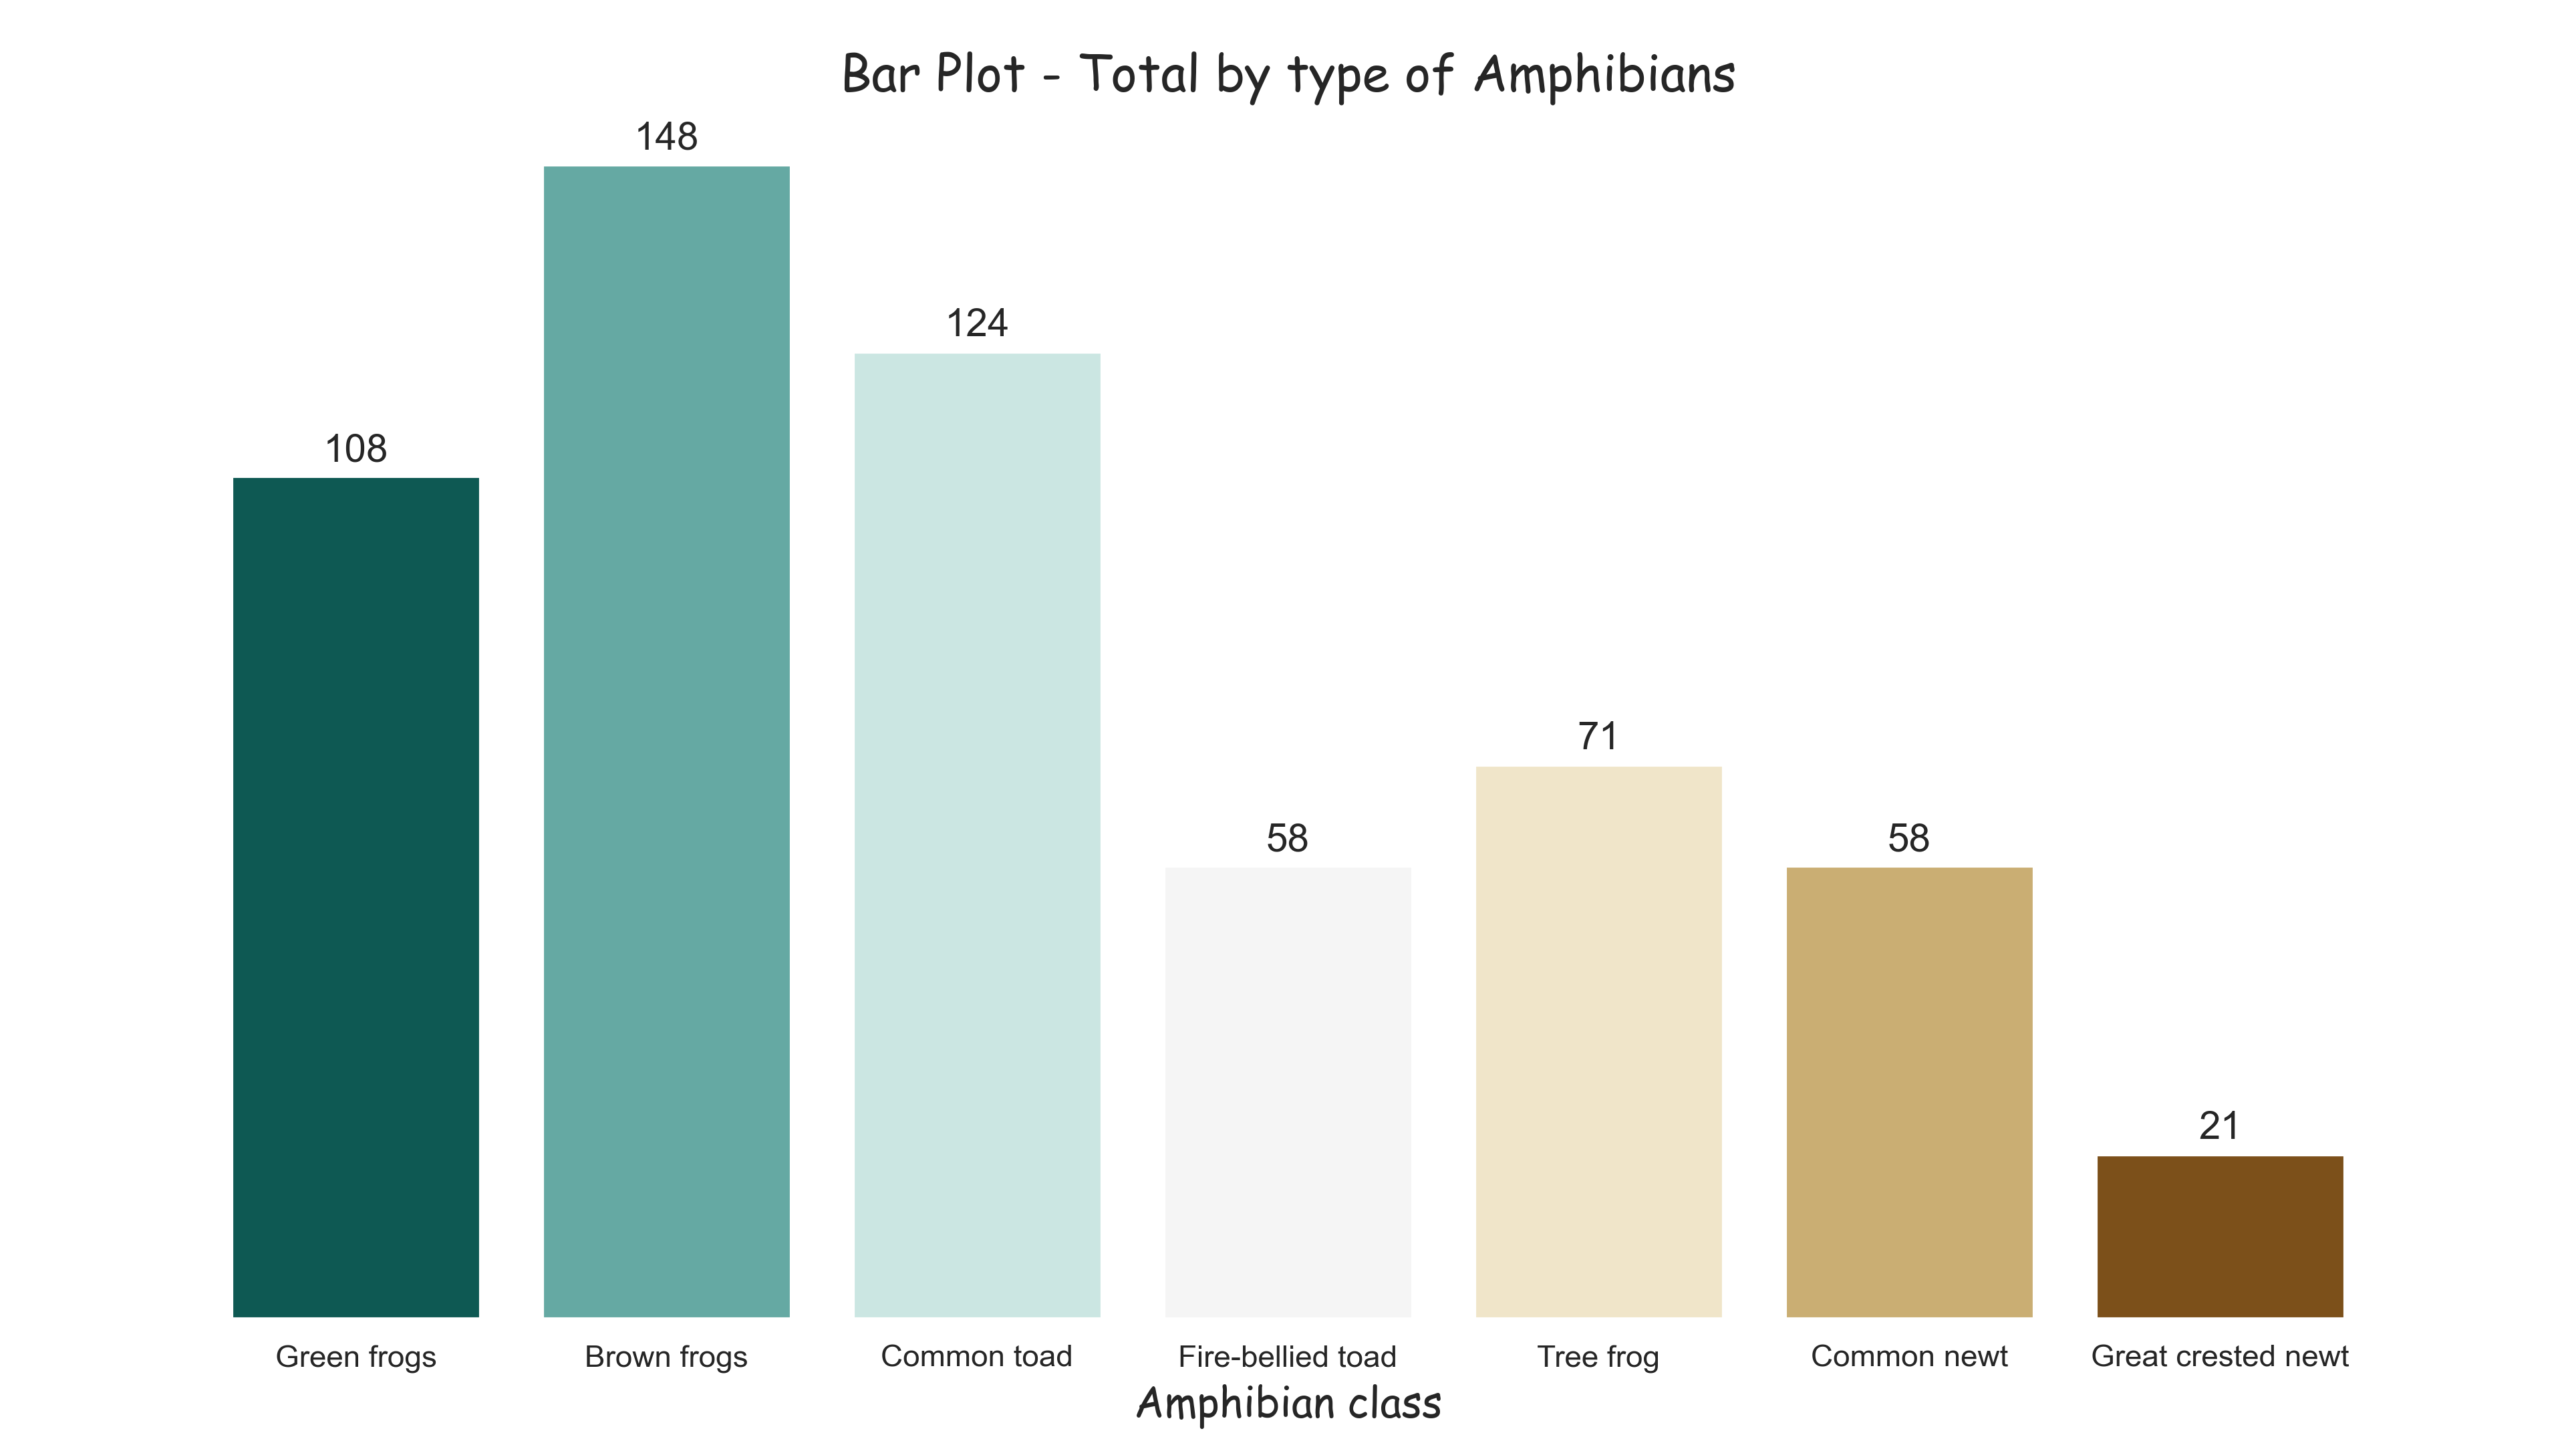 Bar Plot - Total by type of Amphibians
148
124
108
71
58
58
21
Green frogs
Brown frogs
Common toad
Fire-bellied toad
Tree frog
Common newt
Great crested newt
Amphibian class